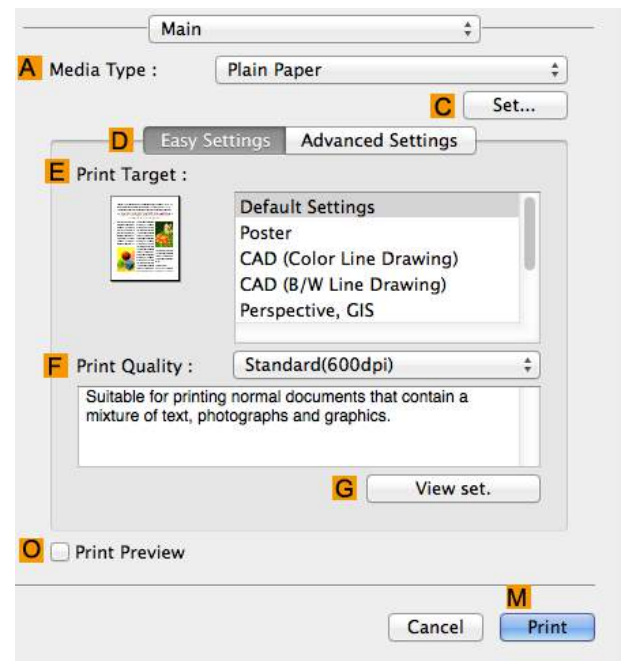 Main
A Media Type : Plain Paper
C Set...
D Easy Settings Advanced Settings
E Print Target :
Default Settings
Poster
CAD (Color Line Drawing)
CAD (B/W Line Drawing)
Perspective, GIS
F Print Quality : Standard(600dpi)
Suitable for printing normal documents that contain a
mixture of text, photographs and graphics.
G View set.
O Print Preview
M
Cancel Print